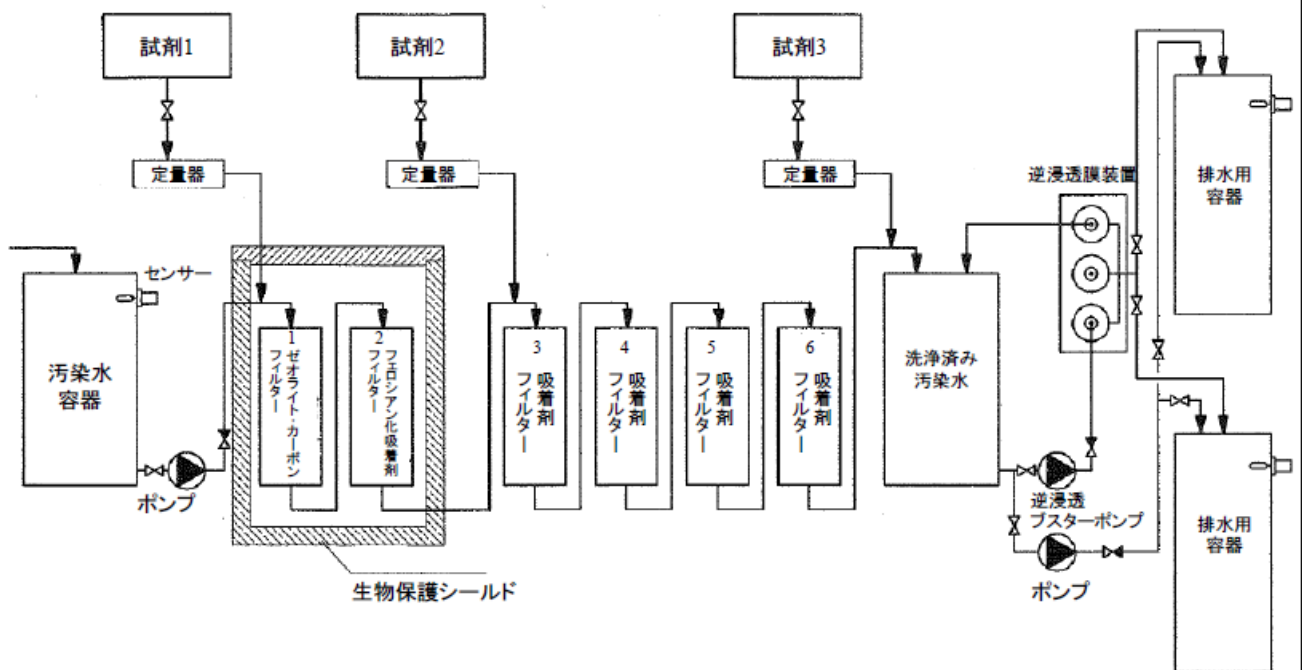 試剤1
試剤2
試剤3
定量器
定量器
定量器
逆浸透膜装置
排水用
容器
センサー
汚染水
容器
ポンプ
1
ゼオライト・カーボン
フィルター
2
フェロシアン化吸着剤
フィルター
3
吸着剤
フィルター
4
吸着剤
フィルター
5
吸着剤
フィルター
6
吸着剤
フィルター
洗浄済み
汚染水
逆浸透
ブスターポンプ
ポンプ
排水用
容器
生物保護シールド